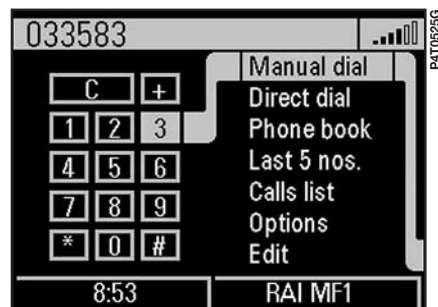 033583
C +
1 2 3
4 5 6
7 8 9
* 0 #
Manual dial
Direct dial
Phone book
Last 5 nos.
Calls list
Options
Edit
8:53
RAI MF1
P4T0525G